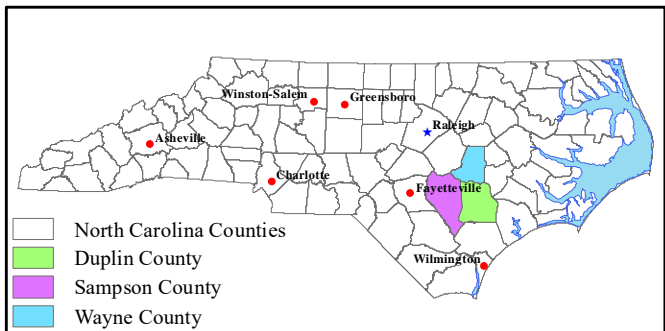 Winston-Salem
Greensboro
Raleigh
Asheville
Charlotte
Fayetteville
Wilmington
North Carolina Counties
Duplin County
Sampson County
Wayne County